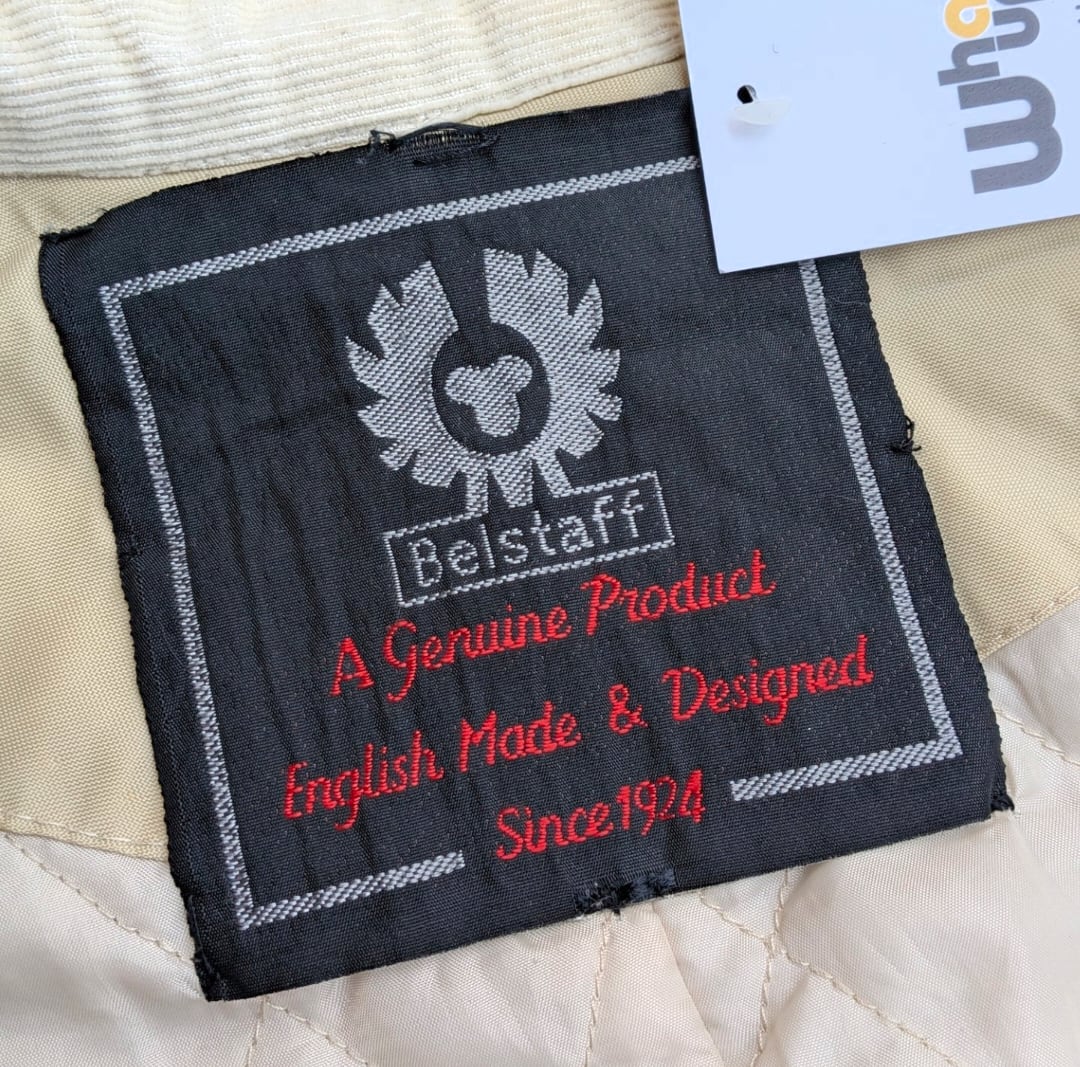 Belstaff
A Genuine Product
English Made & Designed
Since 1924